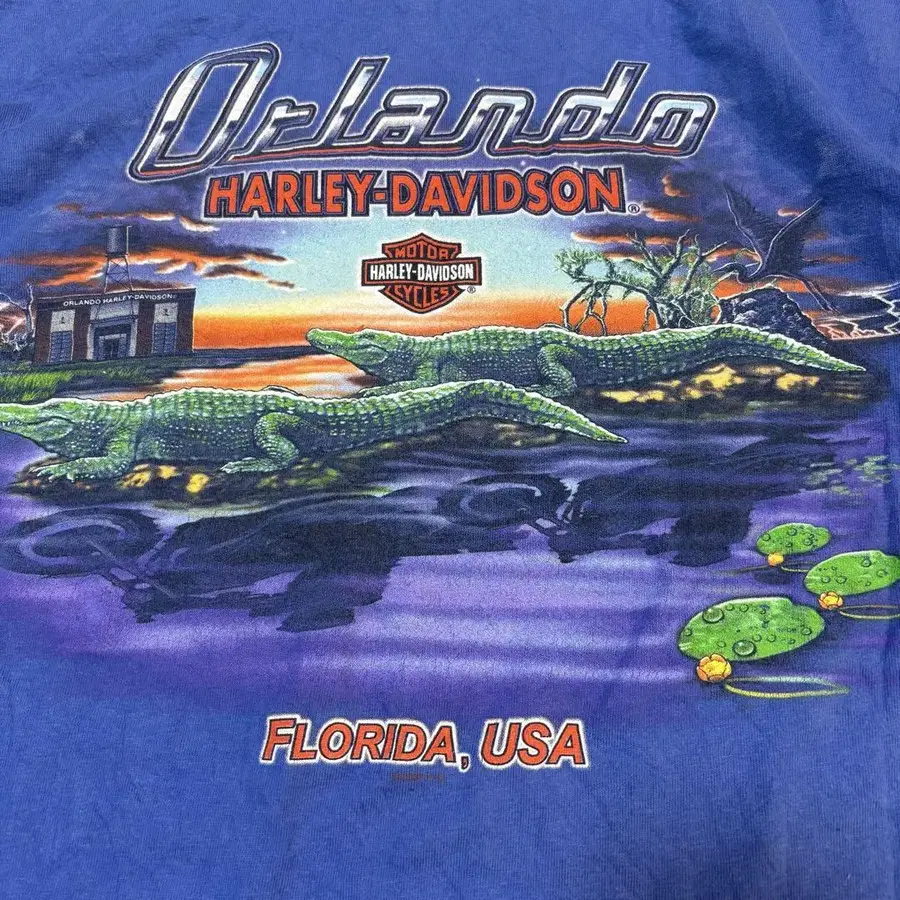 Orlando
HARLEY-DAVIDSON®
MOTOR
HARLEY-DAVIDSON
CYCLES®
ORLANDO HARLEY-DAVIDSON
FLORIDA, USA